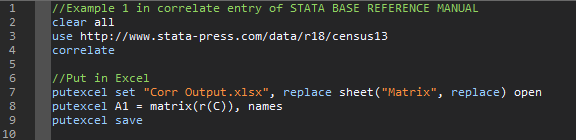 1 //Example 1 in correlate entry of STATA BASE REFERENCE MANUAL
2 clear all
3 use http://www.stata-press.com/data/r18/census13
4 correlate
5
6 //Put in Excel
7 putexcel set "Corr Output.xlsx", replace sheet("Matrix", replace) open
8 putexcel A1 = matrix(r(C)), names
9 putexcel save
10